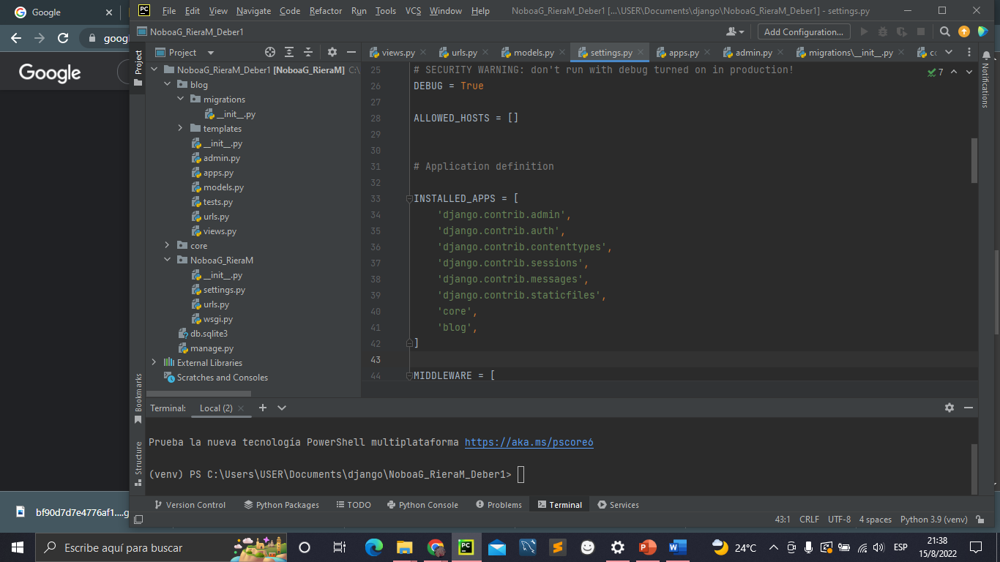 Google
googl
Google
bf90d7d7e4776af1....g
PC
File Edit View Navigate Code Refactor Run Tools VCS Window Help
NoboaG_RieraM_Deber1 [...\USER\Documents\django\NoboaG_RieraM_Deber1] - settings.py
NoboaG_RieraM_Deber1
Add Configuration...
Project
Project
views.py
urls.py
models.py
settings.py
apps.py
admin.py
migrations\__init__.py
Notifications
NoboaG_RieraM_Deber1 [NoboaG_RieraM] C:\
blog
migrations
__init__.py
templates
__init__.py
admin.py
apps.py
models.py
tests.py
urls.py
views.py
core
NoboaG_RieraM
__init__.py
settings.py
urls.py
wsgi.py
db.sqlite3
manage.py
External Libraries
Scratches and Consoles
7
25 # SECURITY WARNING: don't run with debug turned on in production!
26 DEBUG = True
27
28 ALLOWED_HOSTS = []
29
30
31 # Application definition
32
33 INSTALLED_APPS = [
34 'django.contrib.admin',
35 'django.contrib.auth',
36 'django.contrib.contenttypes',
37 'django.contrib.sessions',
38 'django.contrib.messages',
39 'django.contrib.staticfiles',
40 'core',
41 'blog',
42 ]
43
44 MIDDLEWARE = [
Bookmarks
Structure
Terminal: Local (2)
Prueba la nueva tecnología PowerShell multiplataforma https://aka.ms/pscore6
(venv) PS C:\Users\USER\Documents\django\NoboaG_RieraM_Deber1>
Version Control Python Packages TODO Python Console Problems Terminal Services
43:1 CRLF UTF-8 4 spaces Python 3.9 (venv)
Escribe aquí para buscar
PC
24°C
ESP
21:38
15/8/2022